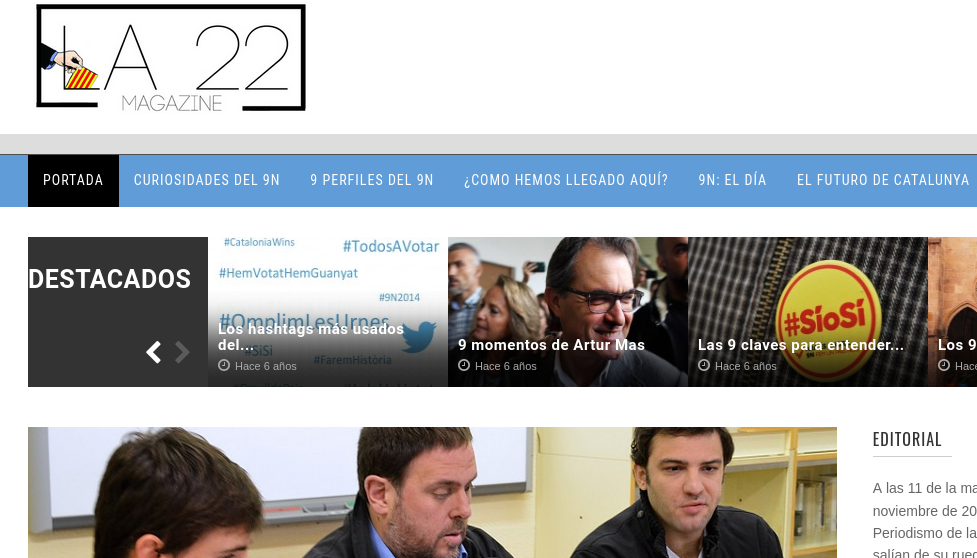 LA 22
MAGAZINE
PORTADA CURIOSIDADES DEL 9N 9 PERFILES DEL 9N ¿COMO HEMOS LLEGADO AQUÍ? 9N: EL DÍA EL FUTURO DE CATALUNYA
DESTACADOS
#CataloniaWins
#TodosAVotar
#HemVotatHemGuanyat
#9N2014
#OmplimLesUrnes
#SiSi
#FaremHistòria
Los hashtags más usados
del...
Hace 6 años
9 momentos de Artur Mas
Hace 6 años
#SíoSí
Las 9 claves para entender...
Hace 6 años
Los 9
Hace
EDITORIAL
A las 11 de la ma
noviembre de 20
Periodismo de la
salían de su rued